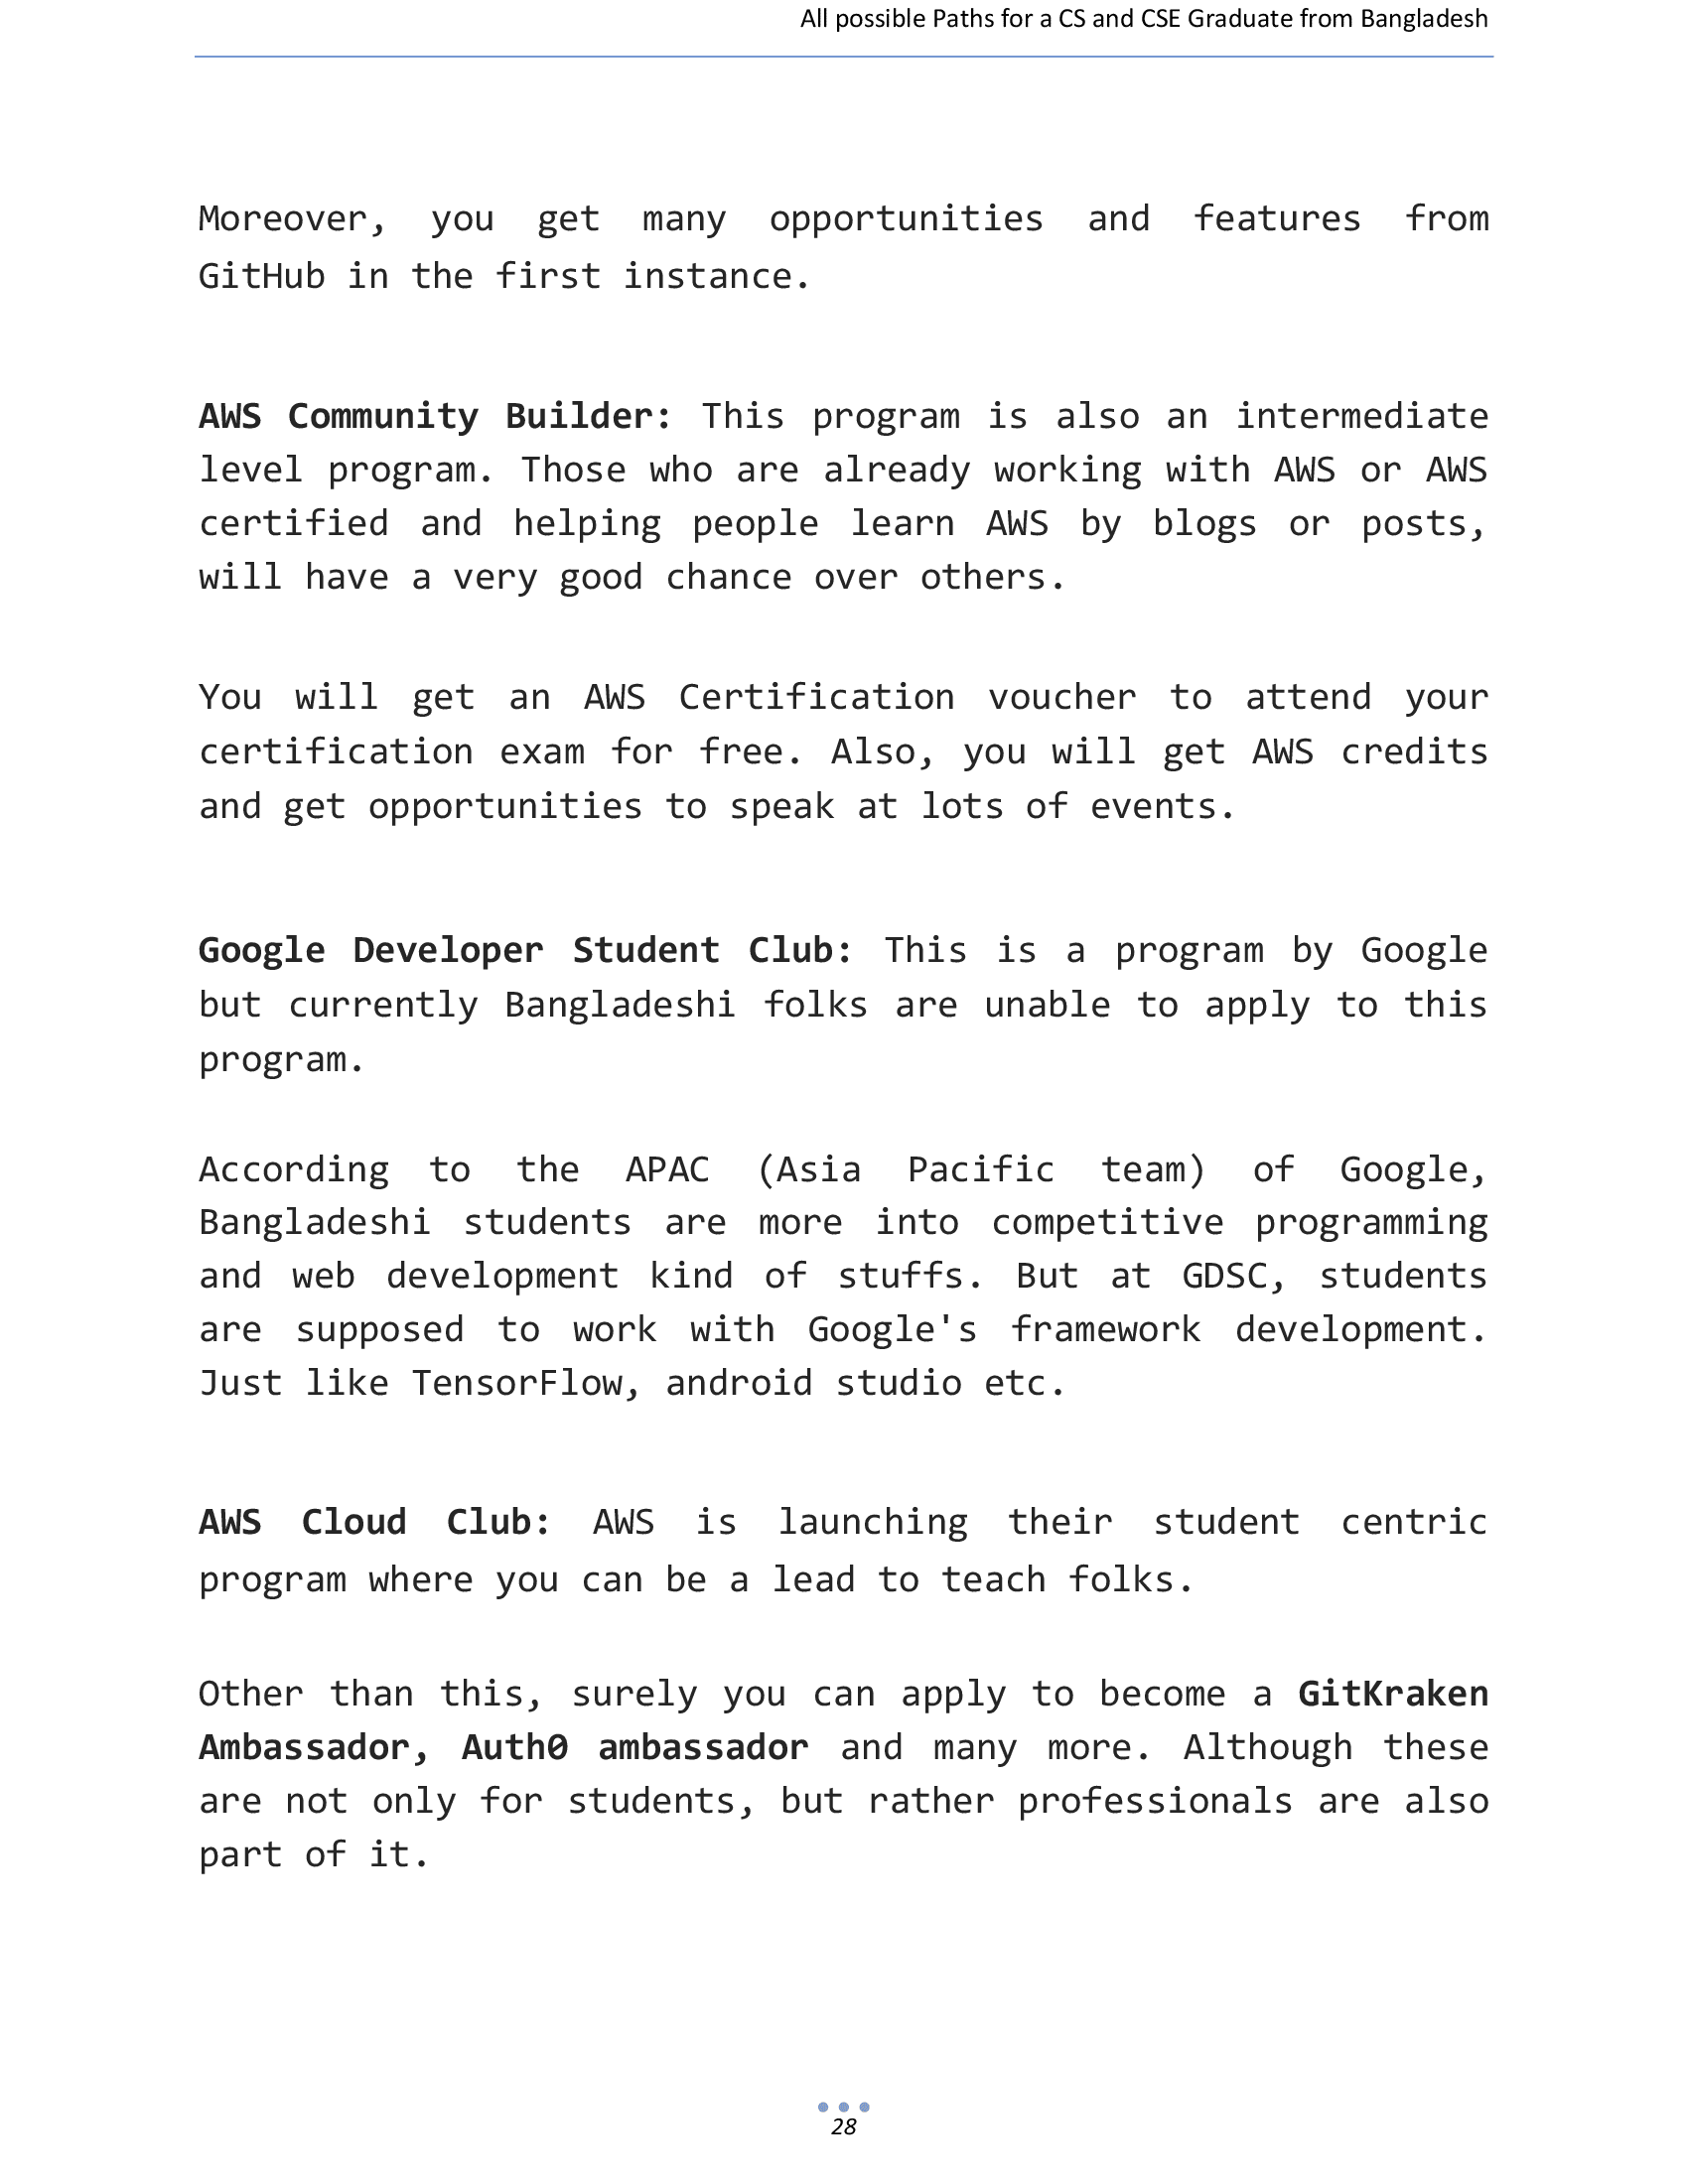 All possible Paths for a CS and CSE Graduate from Bangladesh
Moreover, you get many opportunities and features from
GitHub in the first instance.
AWS Community Builder: This program is also an intermediate
level program. Those who are already working with AWS or AWS
certified and helping people learn AWS by blogs or posts,
will have a very good chance over others.
You will get an AWS Certification voucher to attend your
certification exam for free. Also, you will get AWS credits
and get opportunities to speak at lots of events.
Google Developer Student Club: This is a program by Google
but currently Bangladeshi folks are unable to apply to this
program.
According to the APAC (Asia Pacific team) of Google,
Bangladeshi students are more into competitive programming
and web development kind of stuffs. But at GDSC, students
are supposed to work with Google's framework development.
Just like TensorFlow, android studio etc.
AWS Cloud Club: AWS is launching their student centric
program where you can be a lead to teach folks.
Other than this, surely you can apply to become a GitKraken
Ambassador, Auth0 ambassador and many more. Although these
are not only for students, but rather professionals are also
part of it.
28